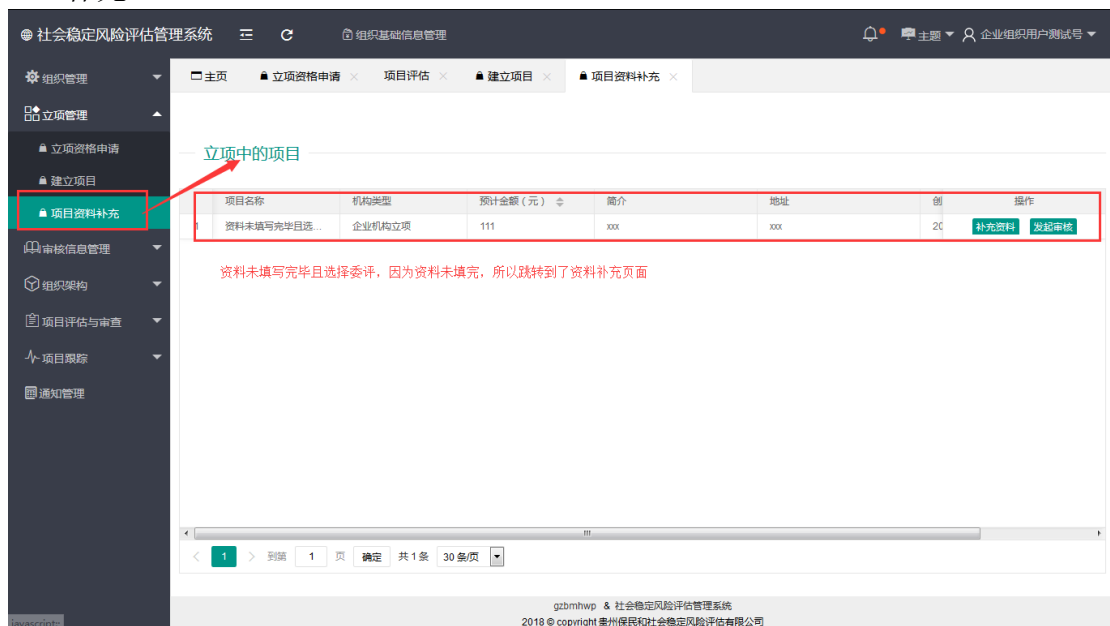 社会稳定风险评估管理系统 组织基础信息管理 主题 企业组织用户测试号
组织管理
立项管理
立项资格申请
建立项目
项目资料补充
审核信息管理
组织架构
项目评估与审查
项目跟踪
通知管理
主页 立项资格申请 项目评估 建立项目 项目资料补充
立项中的项目
项目名称 机构类型 预计金额(元) 简介 地址 创 操作
1 资料未填写完毕且选... 企业机构立项 111 xxx xxx 20 补充资料 发起审核
资料未填写完毕且选择委评,因为资料未填完,所以跳转到了资料补充页面
1 到第 1 页 确定 共1条 30条/页
gzbmhwp & 社会稳定风险评估管理系统
2018 © copyright 贵州保民和社会稳定风险评估有限公司